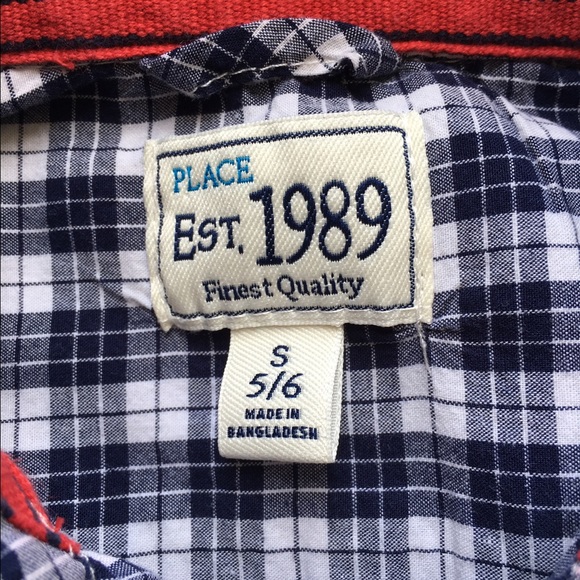 PLACE
EST. 1989
Finest Quality
S
5/6
MADE IN
BANGLADESH